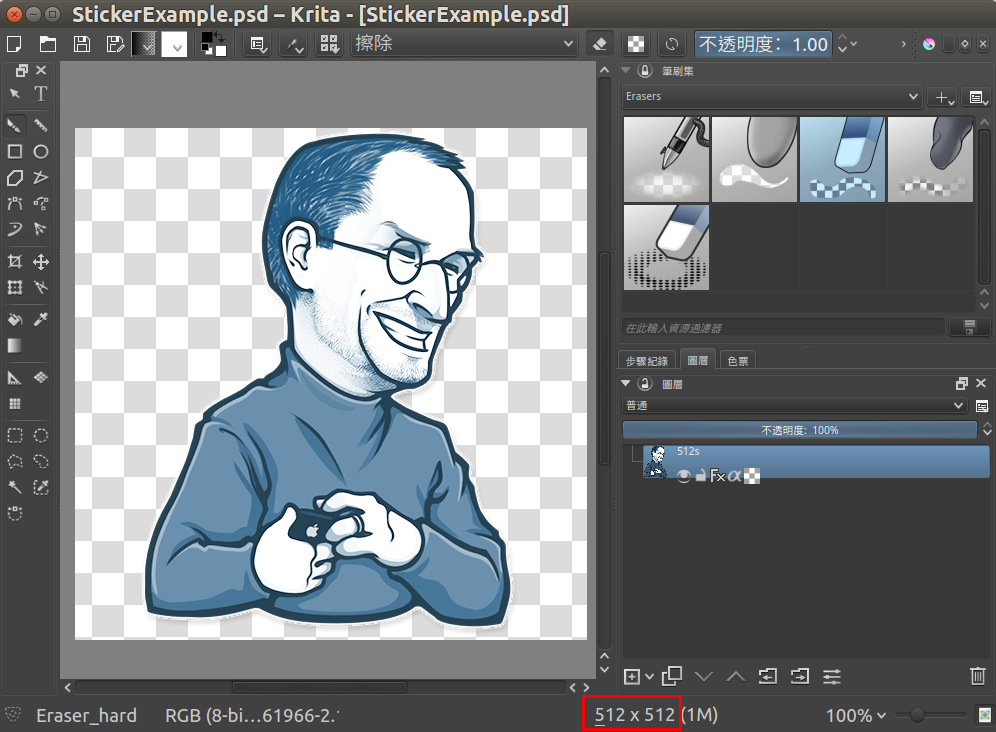 StickerExample.psd – Krita - [StickerExample.psd]
擦除
不透明度：1.00
筆刷集
Erasers
在此輸入資源過濾器
步驟紀錄
圖層
色票
圖層
普通
不透明度: 100%
512s
Fx α
Eraser_hard
RGB (8-bi…61966-2.
512 x 512 (1M)
100%